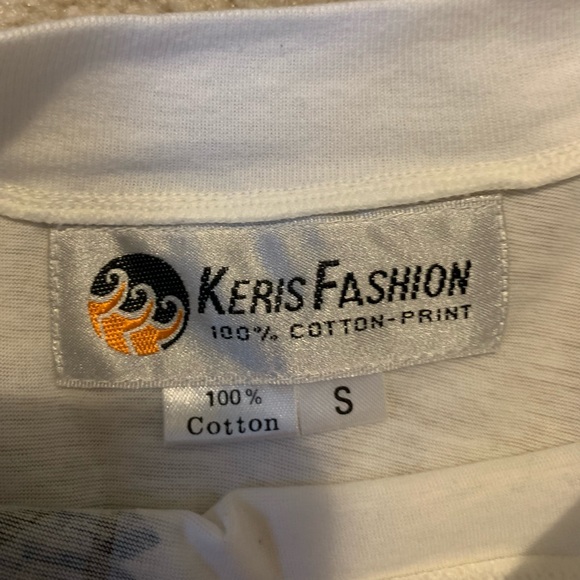 KERIS FASHION
100% COTTON-PRINT
100%
Cotton
S